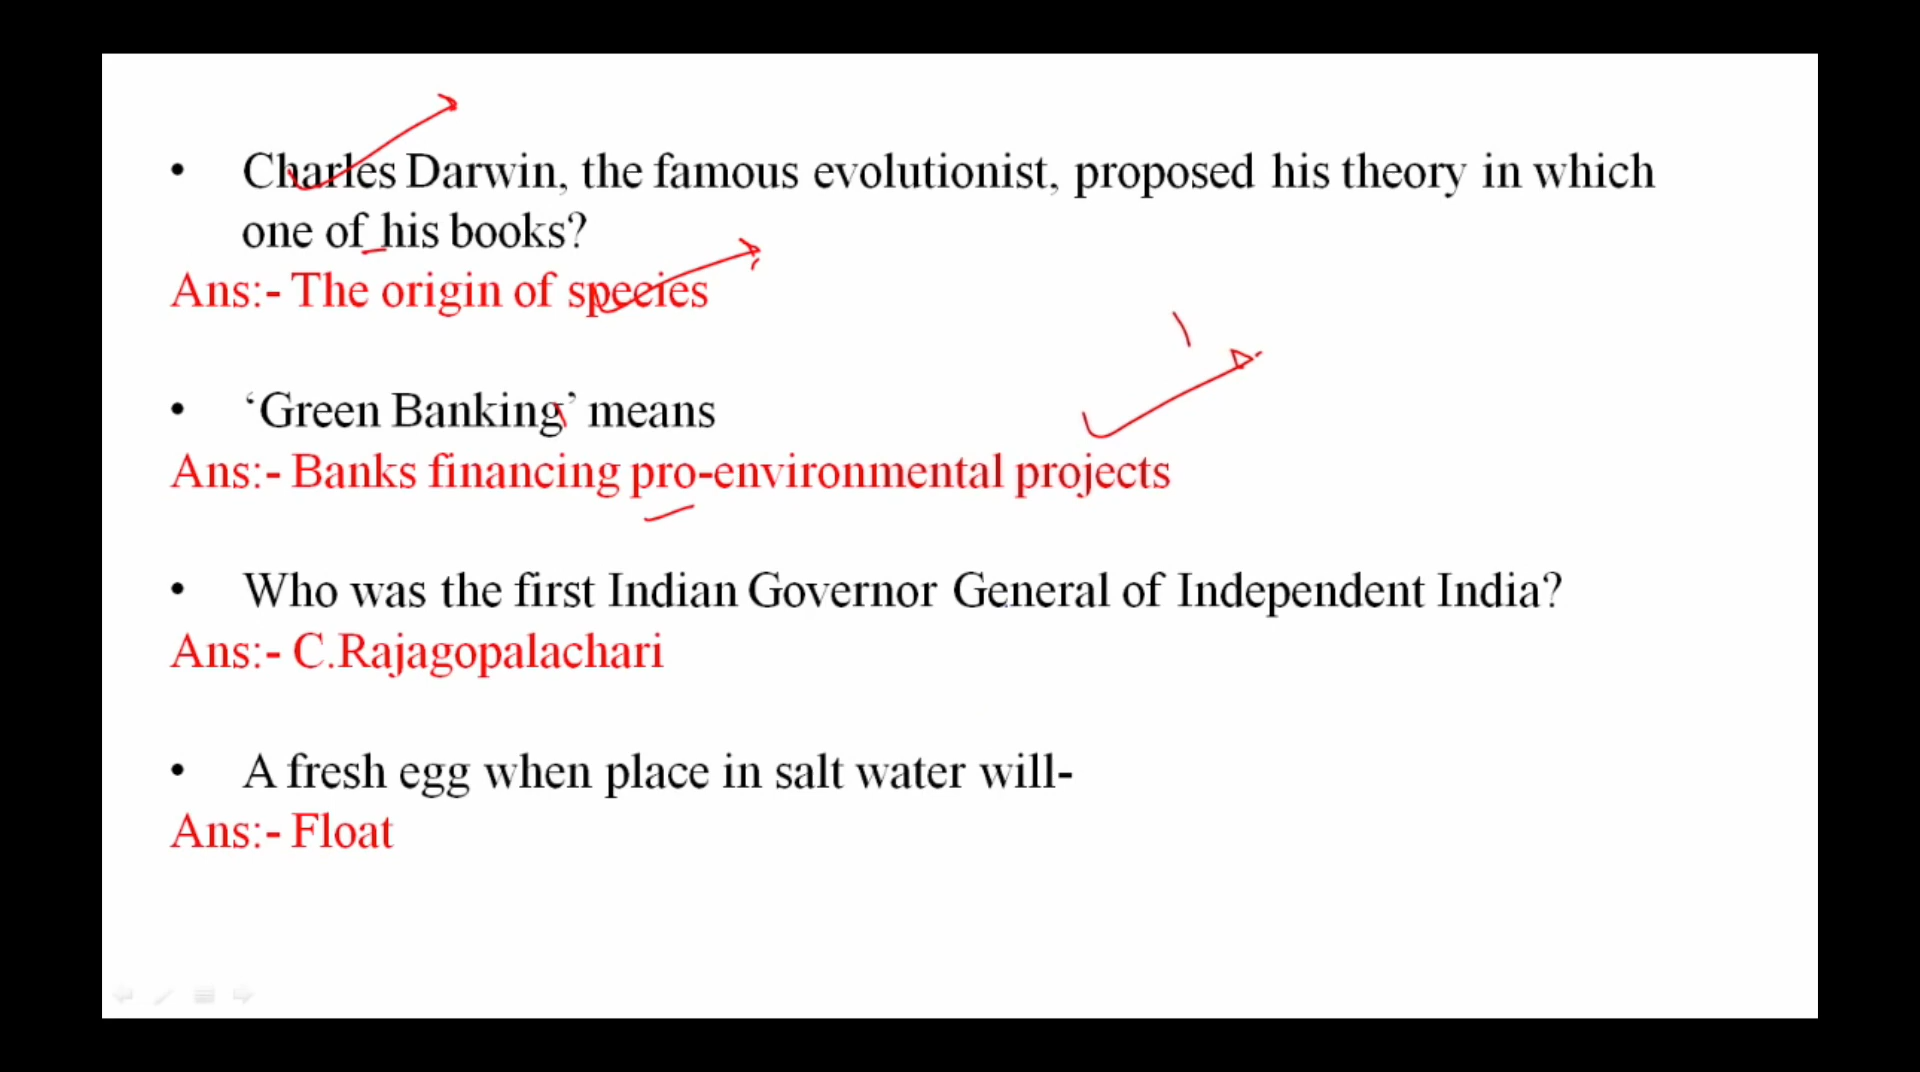 • Charles Darwin, the famous evolutionist, proposed his theory in which
one of his books?
Ans:- The origin of species
• ‘Green Banking’ means
Ans:- Banks financing pro-environmental projects
• Who was the first Indian Governor General of Independent India?
Ans:- C.Rajagopalachari
• A fresh egg when place in salt water will-
Ans:- Float